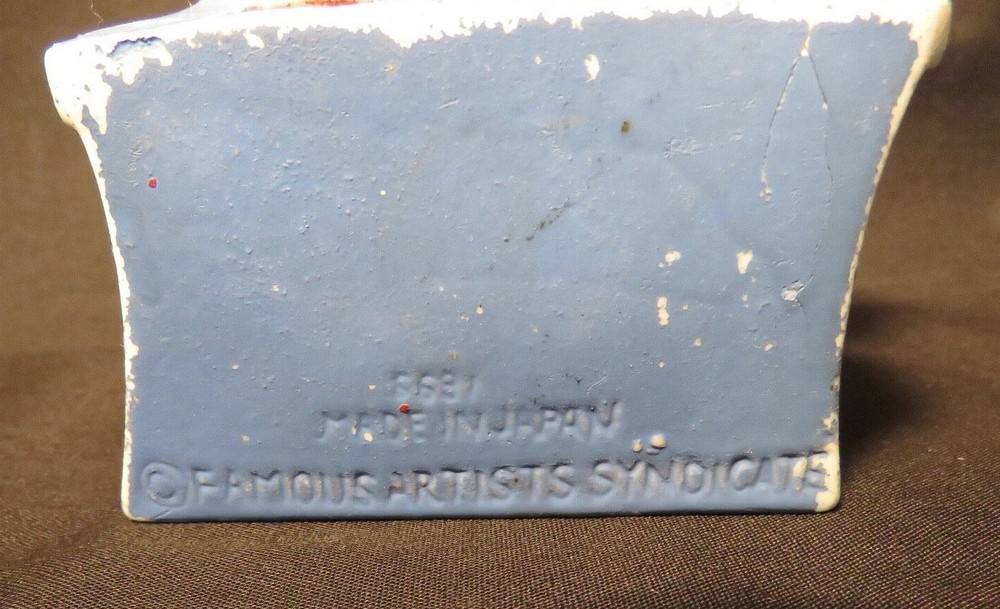 MADE IN JAPAN
© FAMOUS ARTISTS SYNDICATE